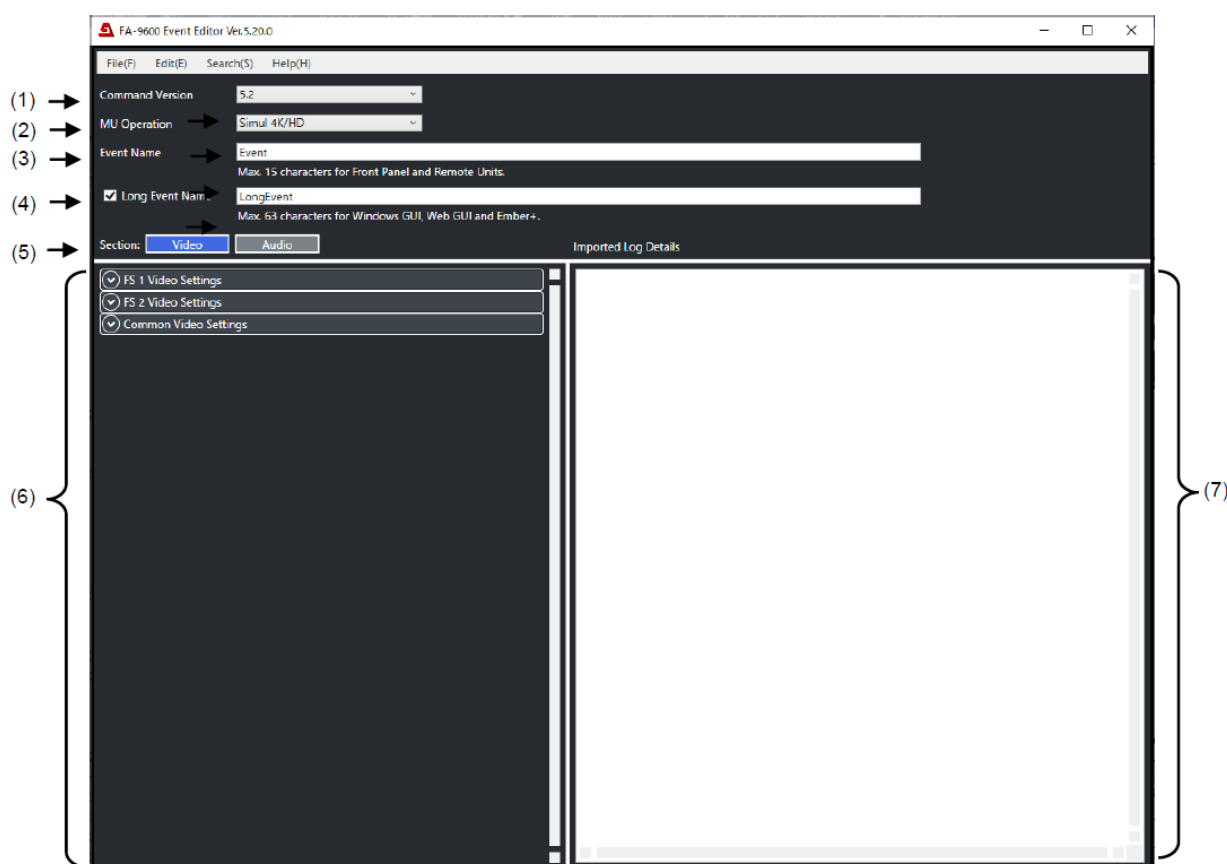 FA-9600 Event Editor Ver.5.20.0
File(F) Edit(E) Search(S) Help(H)
(1) Command Version 5.2
(2) MU Operation Simul 4K/HD
(3) Event Name Event
Max. 15 characters for Front Panel and Remote Units.
(4) Long Event Name LongEvent
Max. 63 characters for Windows GUI, Web GUI and Ember+.
(5) Section: Video Audio Imported Log Details
FS 1 Video Settings
FS 2 Video Settings
Common Video Settings
(6) (7)